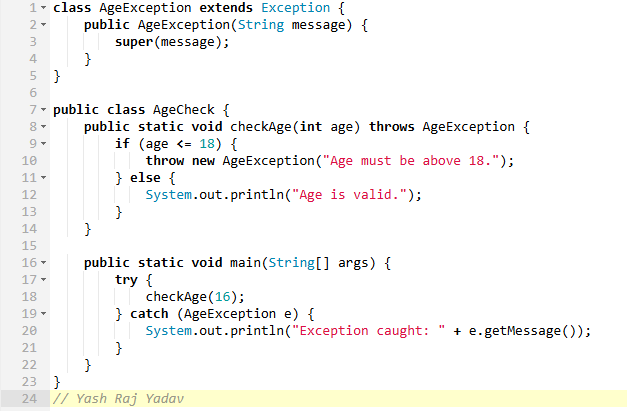 1 class AgeException extends Exception {
2 public AgeException(String message) {
3 super(message);
4 }
5 }
6
7 public class AgeCheck {
8 public static void checkAge(int age) throws AgeException {
9 if (age <= 18) {
10 throw new AgeException("Age must be above 18.");
11 } else {
12 System.out.println("Age is valid.");
13 }
14 }
15
16 public static void main(String[] args) {
17 try {
18 checkAge(16);
19 } catch (AgeException e) {
20 System.out.println("Exception caught: " + e.getMessage());
21 }
22 }
23 }
24 // Yash Raj Yadav